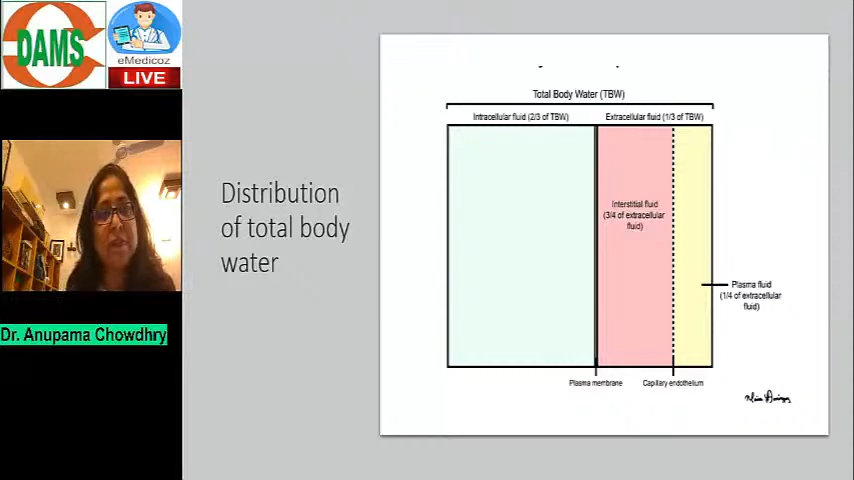 DAMS
eMedicoz
LIVE
Dr. Anupama Chowdhry
Distribution
of total body
water
Total Body Water (TBW)
Intracellular fluid (2/3 of TBW)
Extracellular fluid (1/3 of TBW)
Interstitial fluid
(3/4 of extracellular
fluid)
Plasma fluid
(1/4 of extracellular
fluid)
Plasma membrane
Capillary endothelium